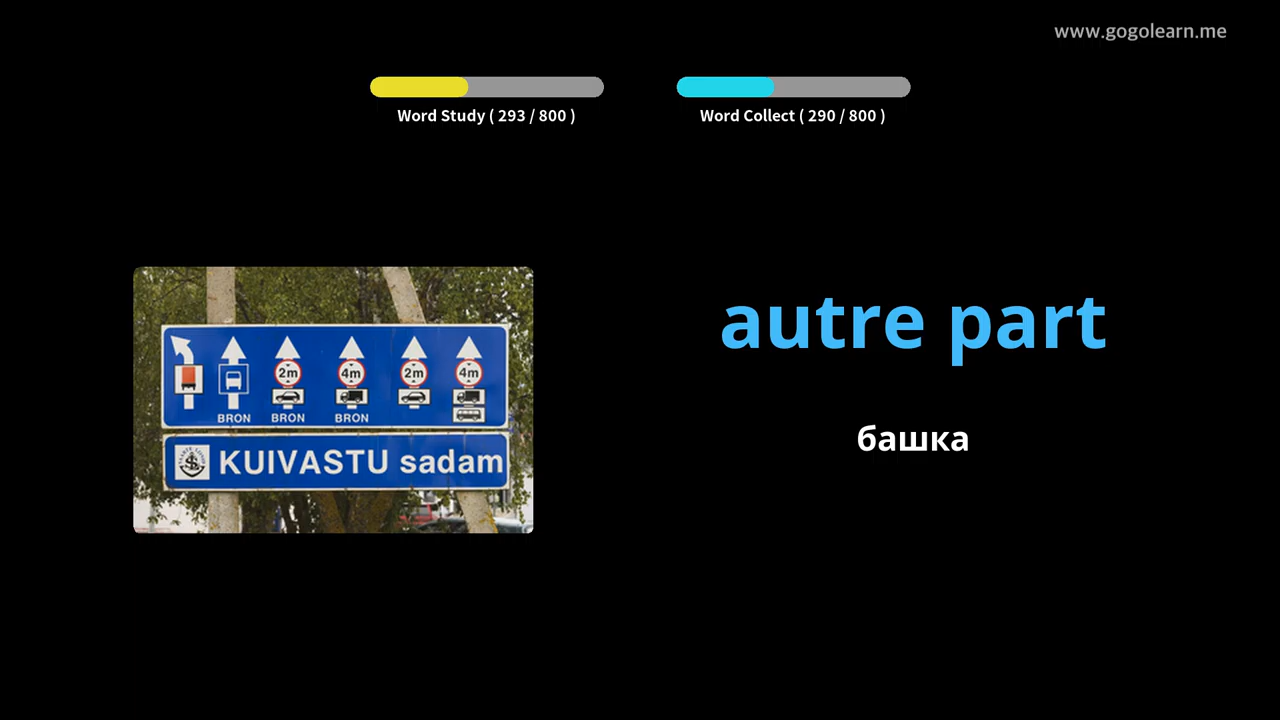 www.gogolearn.me
Word Study ( 293 / 800 )
Word Collect ( 290 / 800 )
autre part
башка
2m 4m 2m 4m
BRON BRON BRON
KUIVASTU sadam